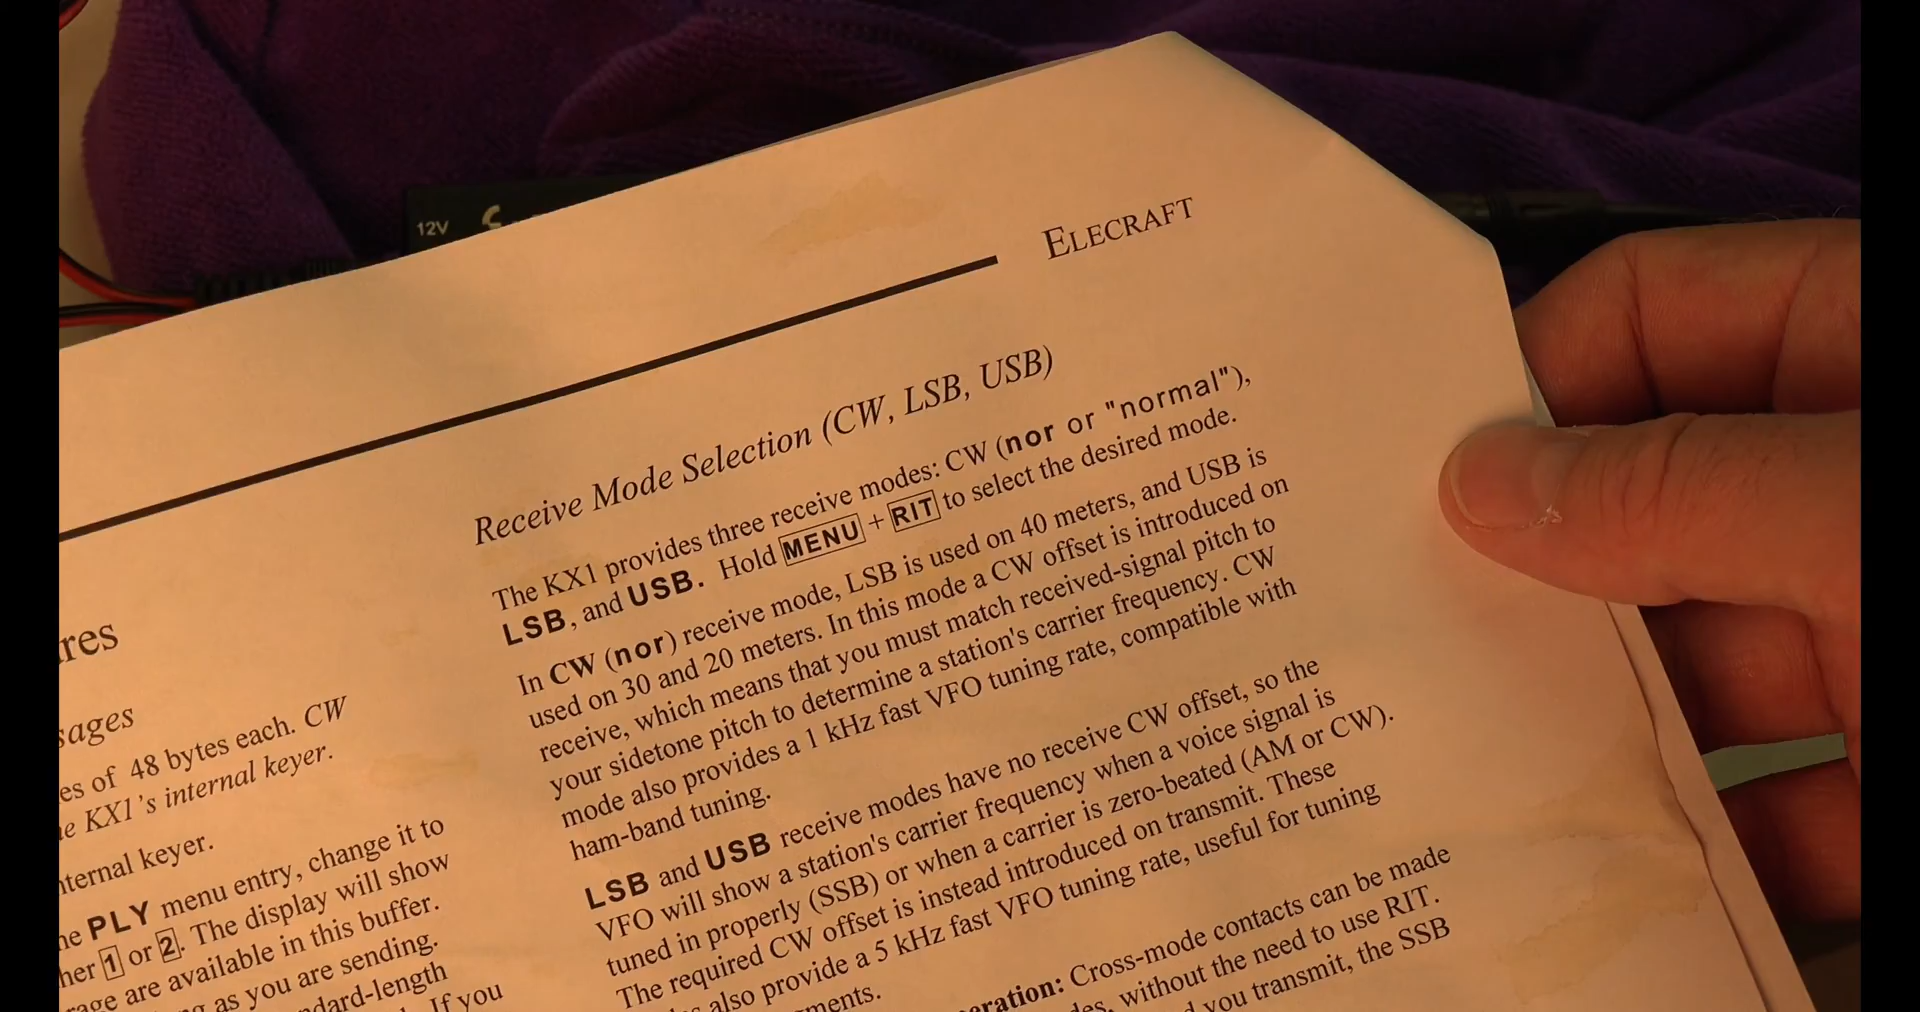 12V
ELECRAFT
sages
es of 48 bytes each. CW
KX1's internal keyer.
internal keyer.
PLY menu entry, change it to
1 or 2. The display will show
are available in this buffer.
as you are sending.
If you
Receive Mode Selection (CW, LSB, USB)
The KX1 provides three receive modes: CW (nor or "normal"),
LSB, and USB. Hold MENU + RIT to select the desired mode.
In CW (nor) receive mode, LSB is used on 40 meters, and USB is
used on 30 and 20 meters. In this mode a CW offset is introduced on
receive, which means that you must match received-signal pitch to
your sidetone pitch to determine a station's carrier frequency. CW
mode also provides a 1 kHz fast VFO tuning rate, compatible with
ham-band tuning.
LSB and USB receive modes have no receive CW offset, so the
VFO will show a station's carrier frequency when a voice signal is
tuned in properly (SSB) or when a carrier is zero-beated (AM or CW).
The required CW offset is instead introduced on transmit. These
also provide a 5 kHz fast VFO tuning rate, useful for tuning
Cross-mode contacts can be made
without the need to use RIT.
you transmit, the SSB